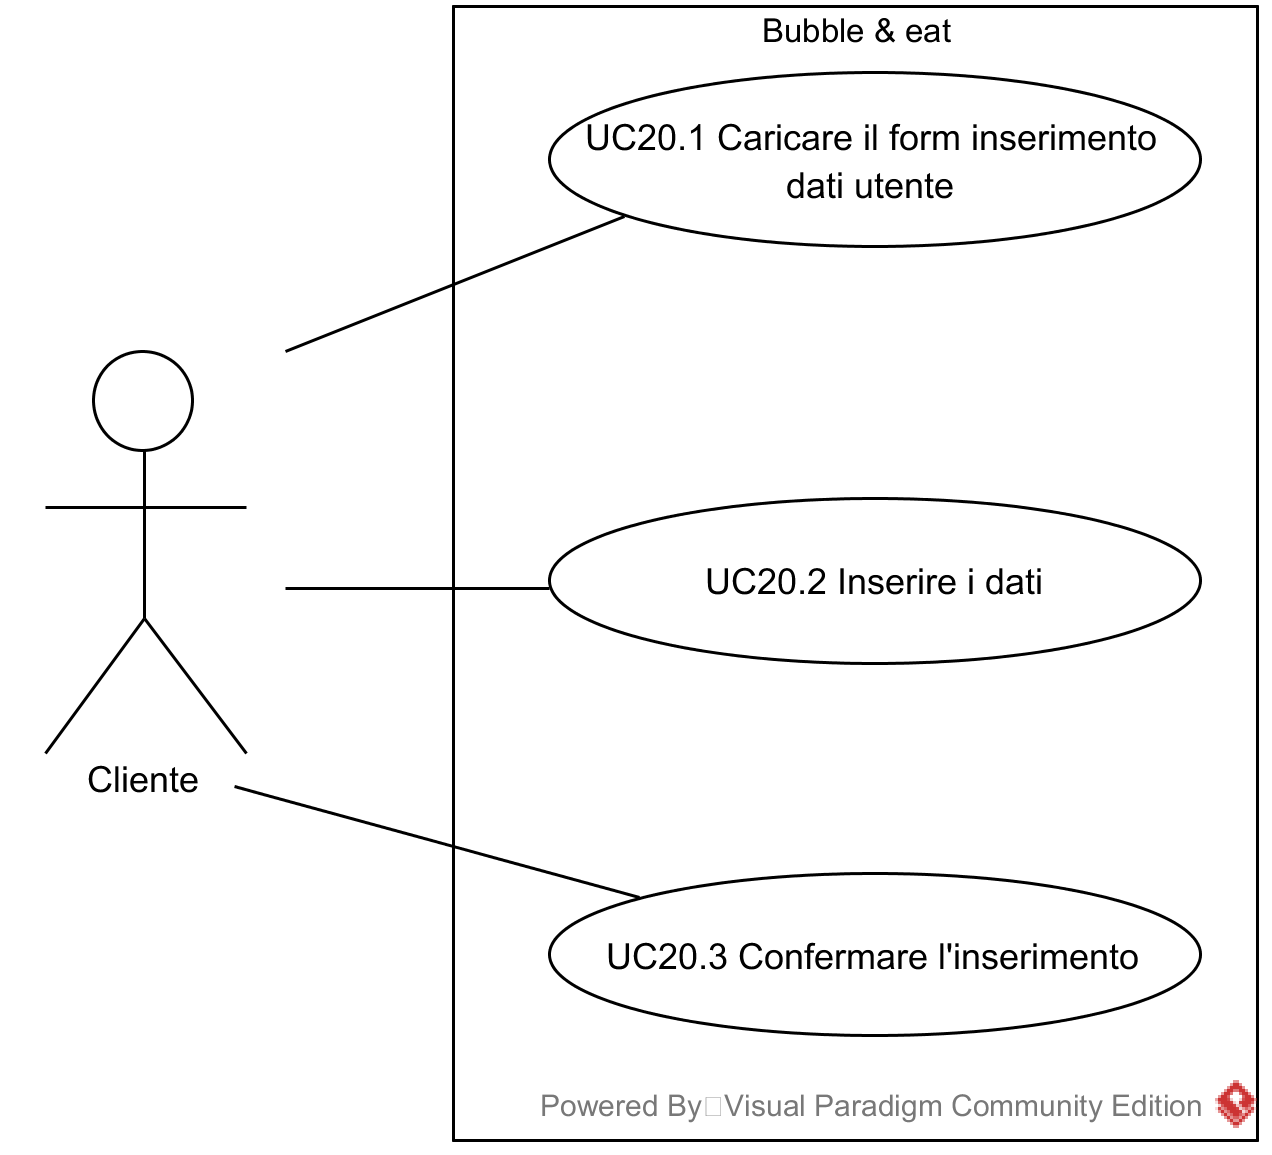 Bubble & eat
UC20.1 Caricare il form inserimento
dati utente
UC20.2 Inserire i dati
Cliente
UC20.3 Confermare l'inserimento
Powered By Visual Paradigm Community Edition